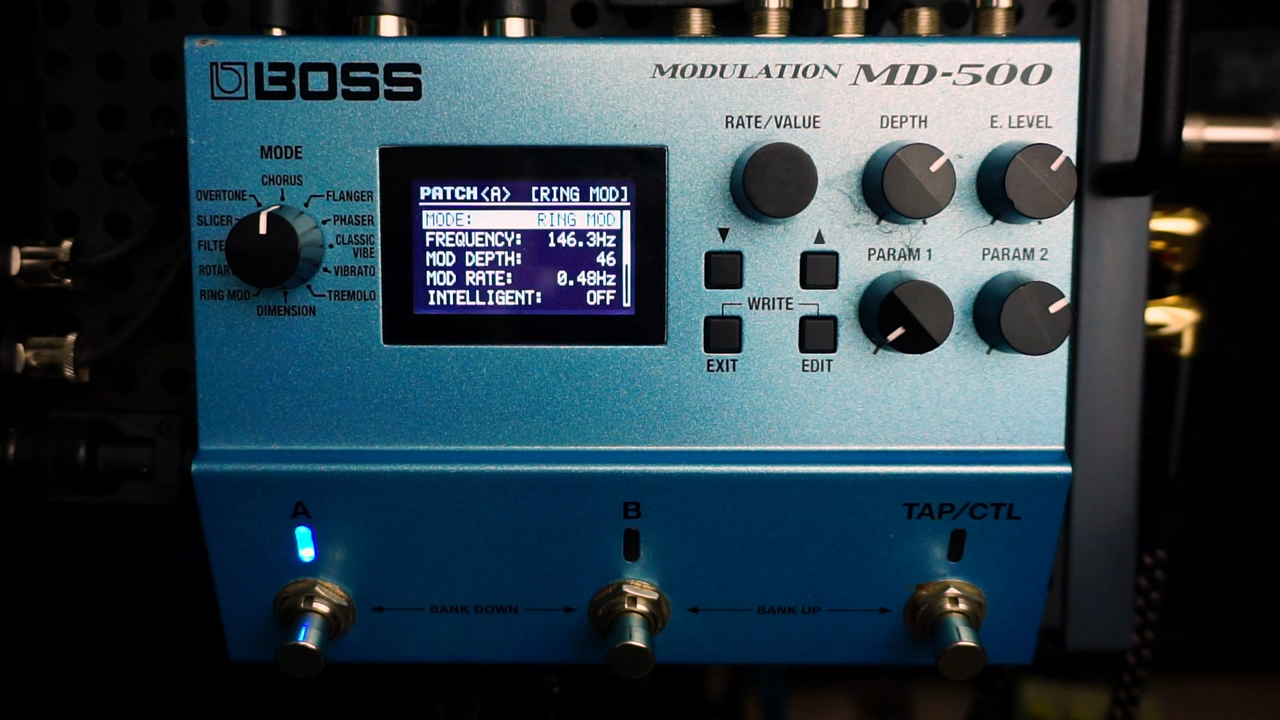 BOSS
MODULATION MD-500
RATE/VALUE
DEPTH
E. LEVEL
MODE
CHORUS
OVERTONE
FLANGER
SLICER
PHASER
CLASSIC
VIBE
VIBRATO
RING MOD
TREMOLO
DIMENSION
PATCH<A> [RING MOD]
MODE: RING MOD
FREQUENCY: 146.3Hz
MOD DEPTH: 46
MOD RATE: 0.48Hz
INTELLIGENT: OFF
▼ ▲
PARAM 1
PARAM 2
WRITE
EXIT
EDIT
A
B
TAP/CTL
BANK DOWN
BANK UP